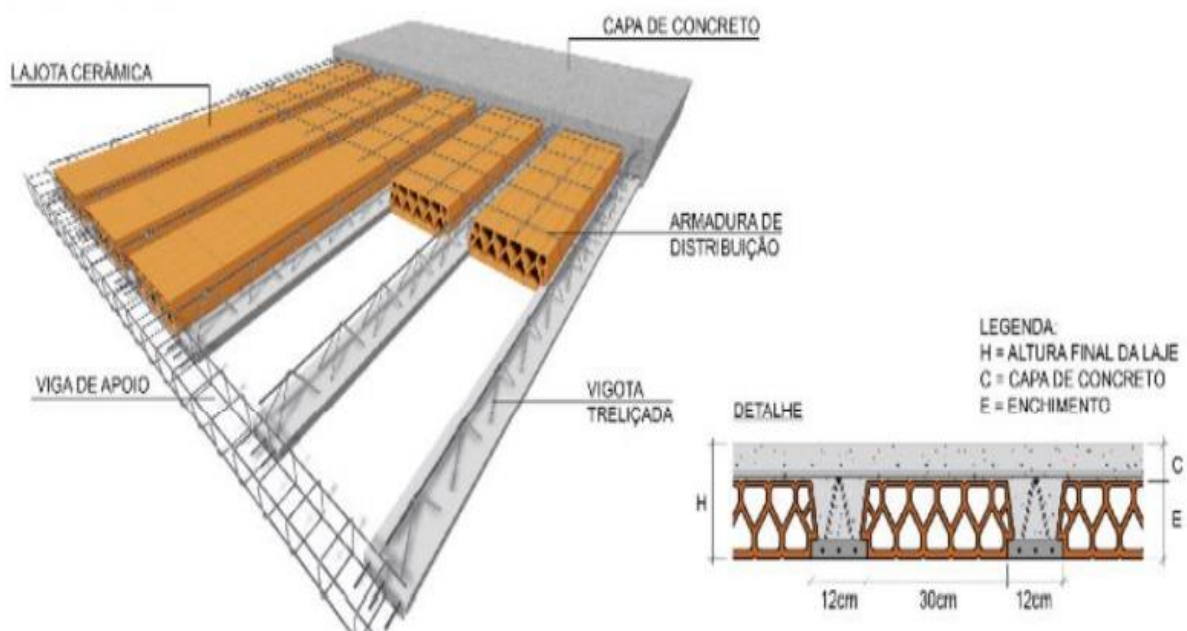 CAPA DE CONCRETO
LAJOTA CERÂMICA
ARMADURA DE
DISTRIBUIÇÃO
VIGA DE APOIO
VIGOTA
TRELIÇADA
LEGENDA:
H = ALTURA FINAL DA LAJE
C = CAPA DE CONCRETO
E = ENCHIMENTO
DETALHE
H
C
E
12cm
30cm
12cm